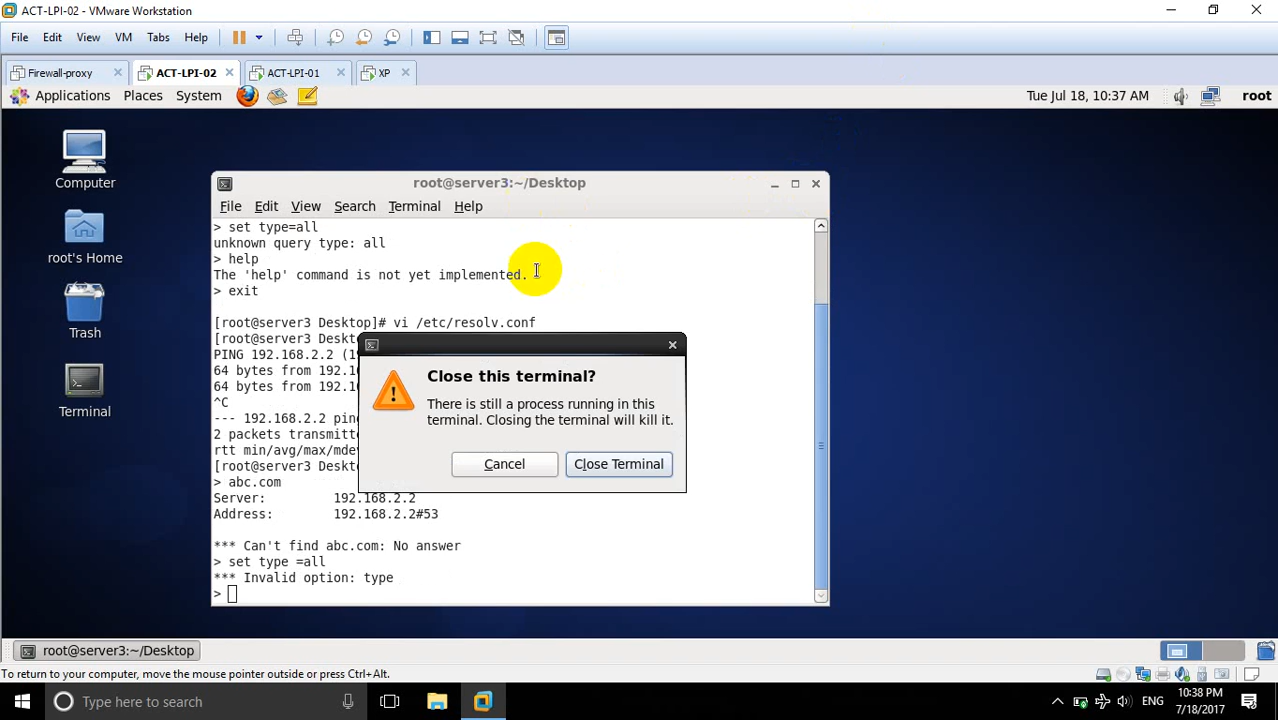 ACT-LPI-02 - VMware Workstation
File Edit View VM Tabs Help
Firewall-proxy ACT-LPI-02 ACT-LPI-01 XP
Applications Places System Tue Jul 18, 10:37 AM root
Computer
root's Home
Trash
Terminal
root@server3:~/Desktop
File Edit View Search Terminal Help
> set type=all
unknown query type: all
> help
The 'help' command is not yet implemented.
> exit
[root@server3 Desktop]# vi /etc/resolv.conf
[root@server3 Deskt
PING 192.168.2.2 (1
64 bytes from 192.1
64 bytes from 192.1
^C
--- 192.168.2.2 pin
2 packets transmitt
rtt min/avg/max/mde
[root@server3 Deskt
> abc.com
Server: 192.168.2.2
Address: 192.168.2.2#53
*** Can't find abc.com: No answer
> set type =all
*** Invalid option: type
>
Close this terminal?
There is still a process running in this
terminal. Closing the terminal will kill it.
Cancel Close Terminal
root@server3:~/Desktop
To return to your computer, move the mouse pointer outside or press Ctrl+Alt.
Type here to search
ENG
10:38 PM
7/18/2017